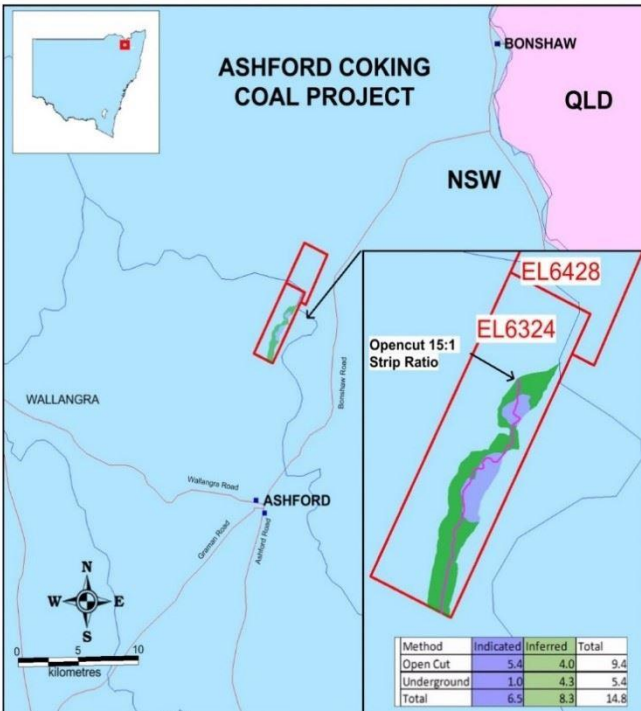 ASHFORD COKING
COAL PROJECT
BONSHAW
QLD
NSW
EL6428
EL6324
Opencut 15:1
Strip Ratio
WALLANGRA
Bonshaw Road
Wallangra Road
ASHFORD
Graman Road
Ashford Road
N
W E
S
0 5 10
kilometres
Method Indicated Inferred Total
Open Cut 5.4 4.0 9.4
Underground 1.0 4.3 5.4
Total 6.5 8.3 14.8